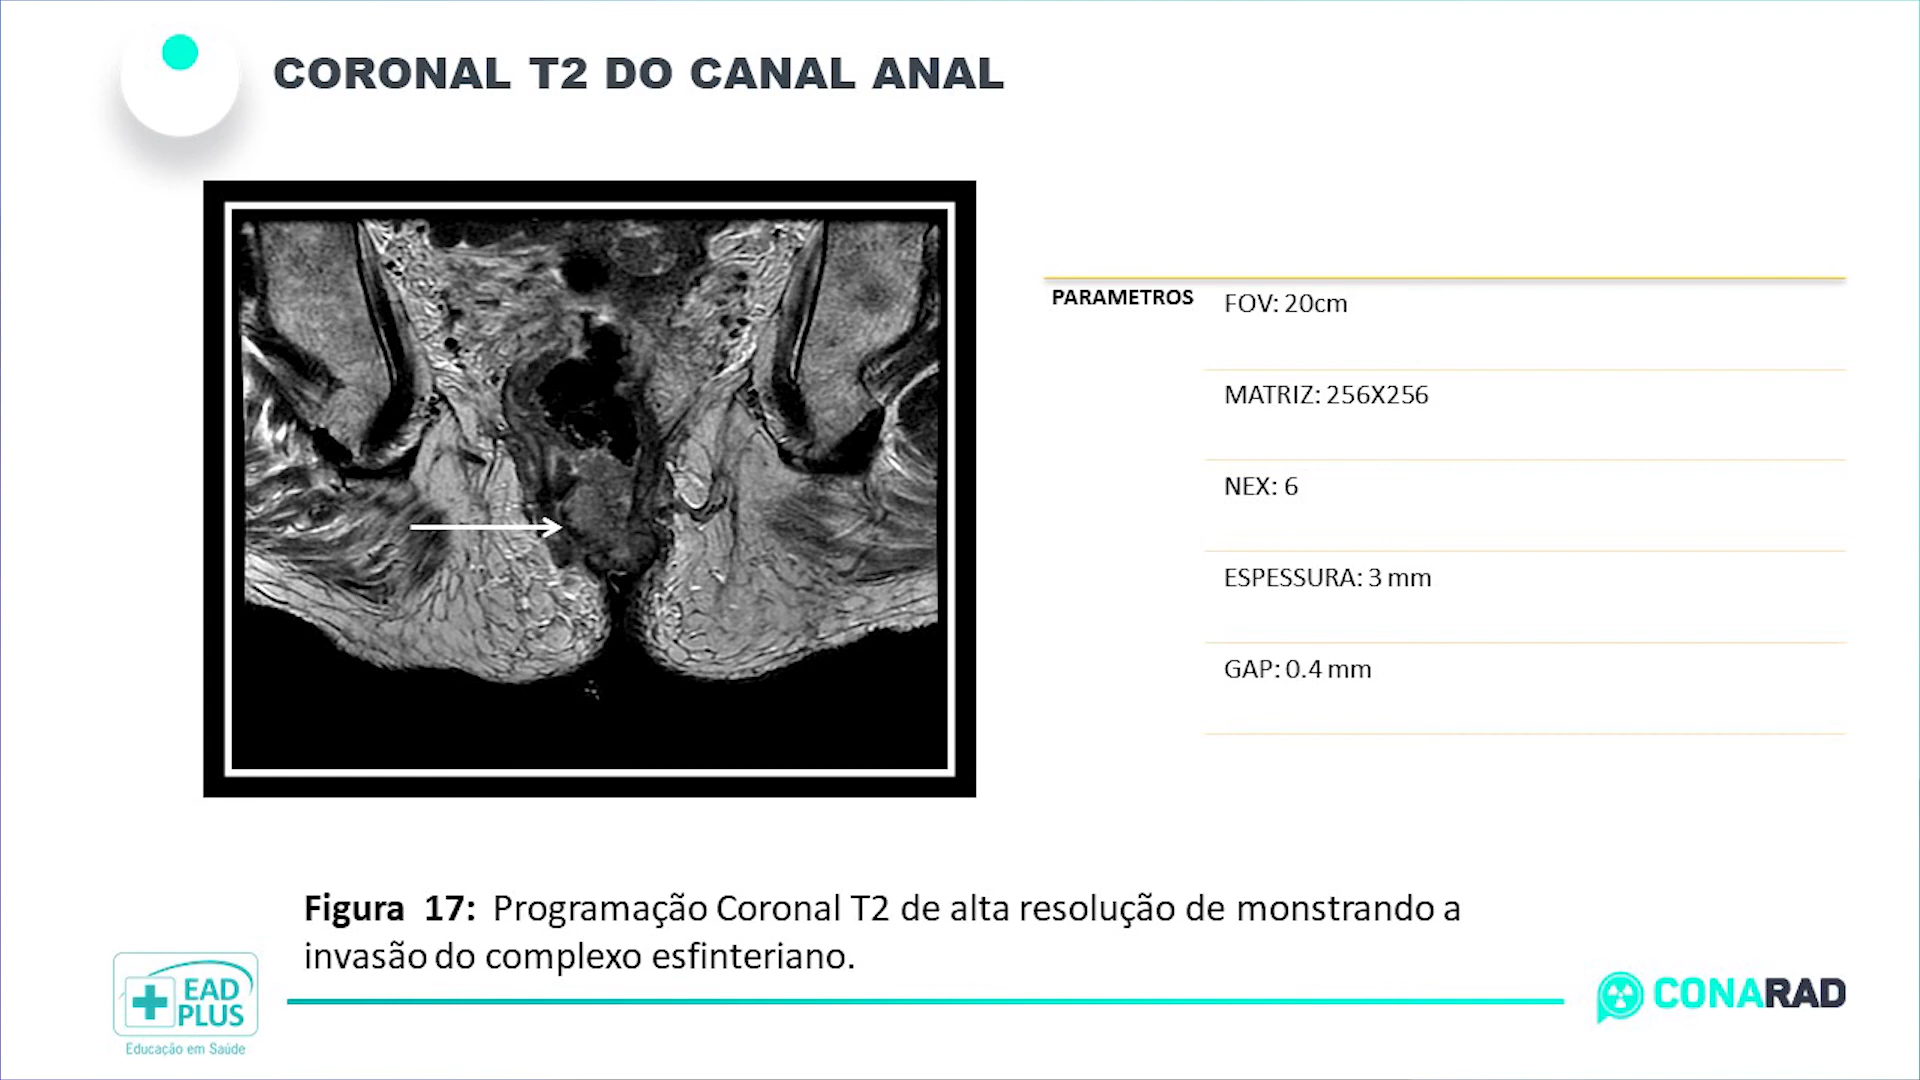 CORONAL T2 DO CANAL ANAL
PARAMETROS
FOV: 20cm
MATRIZ: 256X256
NEX: 6
ESPESSURA: 3 mm
GAP: 0.4 mm
Figura 17: Programação Coronal T2 de alta resolução de monstrando a
invasão do complexo esfinteriano.
EAD
PLUS
Educação em Saúde
CONARAD